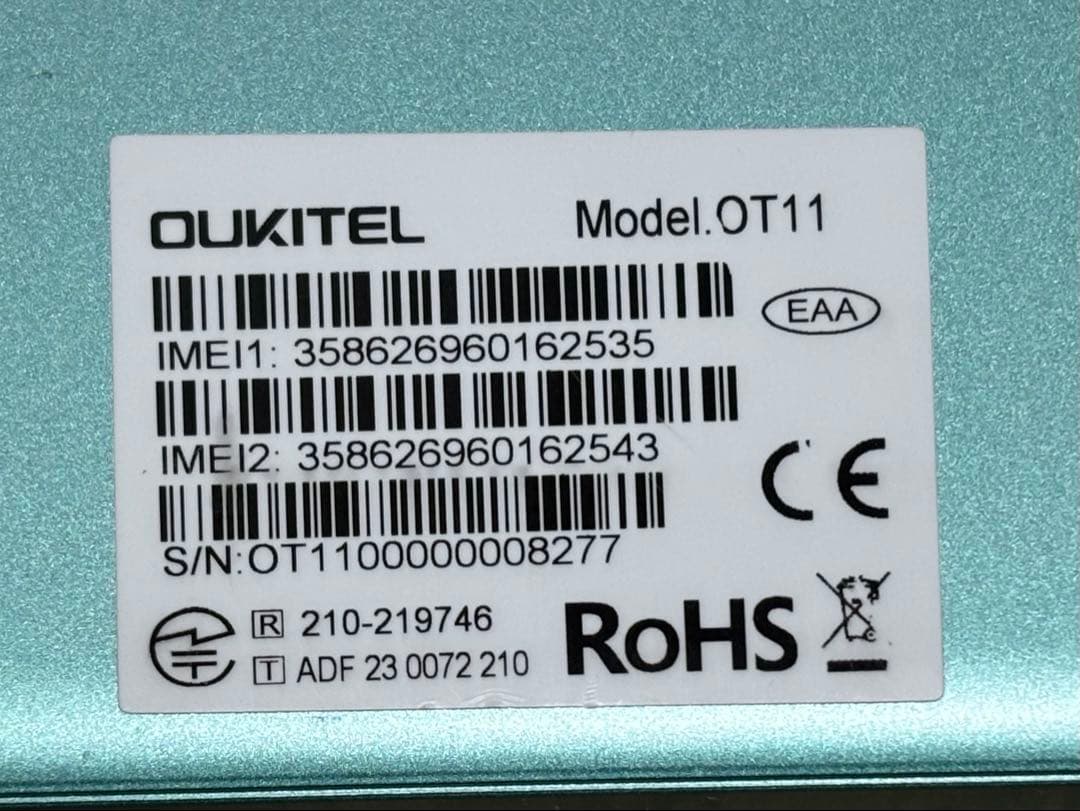 OUKITEL
Model.OT11
EAA
IMEI1: 358626960162535
IMEI2: 358626960162543
CE
S/N:OT1100000008277
R 210-219746
T ADF 23 0072 210
RoHS